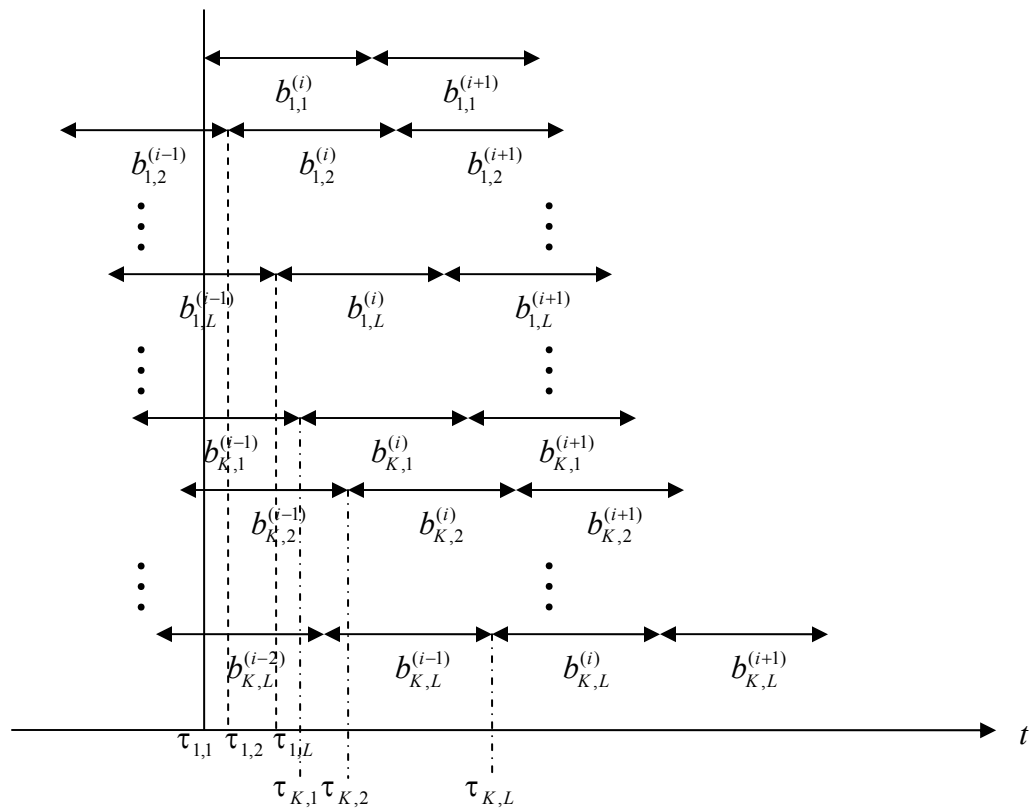 b_{1,1}^{(i)} b_{1,1}^{(i+1)}
b_{1,2}^{(i-1)} b_{1,2}^{(i)} b_{1,2}^{(i+1)}
b_{1,L}^{(i-1)} b_{1,L}^{(i)} b_{1,L}^{(i+1)}
b_{K,1}^{(i-1)} b_{K,1}^{(i)} b_{K,1}^{(i+1)}
b_{K,2}^{(i-1)} b_{K,2}^{(i)} b_{K,2}^{(i+1)}
b_{K,L}^{(i-2)} b_{K,L}^{(i-1)} b_{K,L}^{(i)} b_{K,L}^{(i+1)}
τ_{1,1} τ_{1,2} τ_{1,L} t
τ_{K,1} τ_{K,2} τ_{K,L}